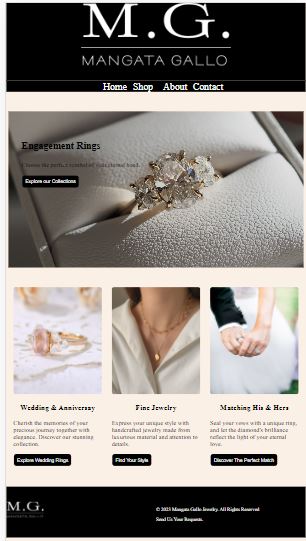 M.G.
MANGATA GALLO
Home Shop About Contact
Engagement Rings
Choose the perfect symbol of your eternal bond.
Explore our Collections
Wedding & Anniversay
Cherish the memories of your
precious journey together with
elegance. Discover our stunning
collection.
Explore Wedding Rings
Fine Jewelry
Express your unique style with
handcrafted jewelry made from
luxurious material and attention to
details.
Find Your Style
Matching His & Hers
Seal your vows with a unique ring,
and let the diamond's brilliance
reflect the light of your eternal
love.
Discover The Perfect Match
M.G.
© 2023 Mangata Gallo Jewelry. All Rights Reserved
Send Us Your Requests.